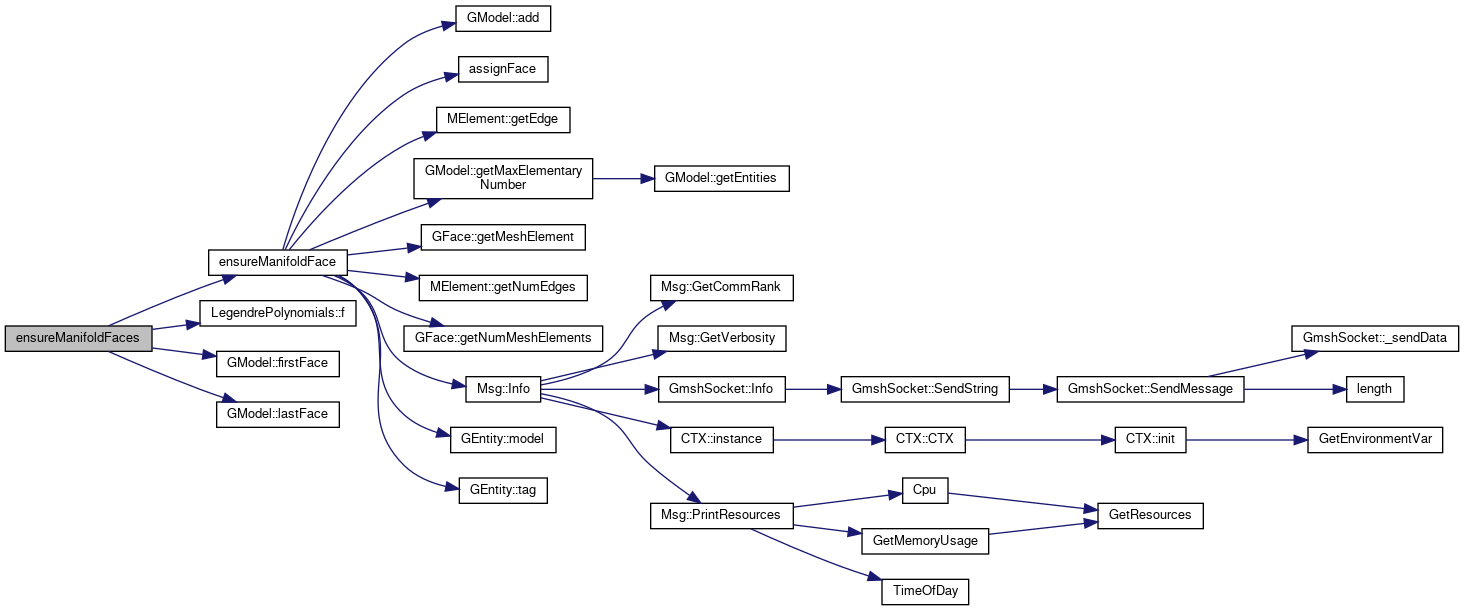 GModel::add
assignFace
MElement::getEdge
GModel::getMaxElementary
Number
GModel::getEntities
GFace::getMeshElement
ensureManifoldFace
MElement::getNumEdges
Msg::GetCommRank
LegendrePolynomials::f
ensureManifoldFaces
GFace::getNumMeshElements
Msg::GetVerbosity
GmshSocket::_sendData
GModel::firstFace
Msg::Info
GmshSocket::Info
GmshSocket::SendString
GmshSocket::SendMessage
length
GModel::lastFace
GEntity::model
CTX::instance
CTX::CTX
CTX::init
GetEnvironmentVar
GEntity::tag
Cpu
Msg::PrintResources
GetResources
GetMemoryUsage
TimeOfDay